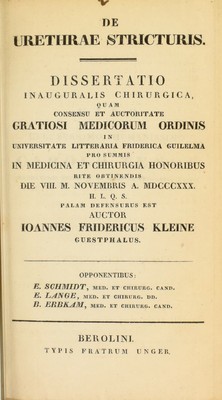 DE
URETHRAE STRICTURIS.
DISSERTATIO
INAUGURALIS CHIRURGICA,
QUAM
CONSENSU ET AUCTORITATE
GRATIOSI MEDICORUM ORDINIS
IN
UNIVERSITATE LITTERARIÂ FRIDERICA GUILELMA
PRO SUMMIS
IN MEDICINA ET CHIRURGIA HONORIBUS
RITE OBTINENDIS
DIE VIII. M. NOVEMBRIS A. MDCCCXXX.
H. L. Q. S.
PALAM DEFENSURUS EST
AUCTOR
IOANNES FRIDERICUS KLEINE
GUESTPHALUS.
OPPONENTIBUS:
E. SCHMIDT, MED. ET CHIRURG. CAND.
E. LANGE, MED. ET CHIRURG. DD.
B. ERBKAM, MED. ET CHIRURG. CAND.
BEROLINI.
TYPIS FRATRUM UNGER.